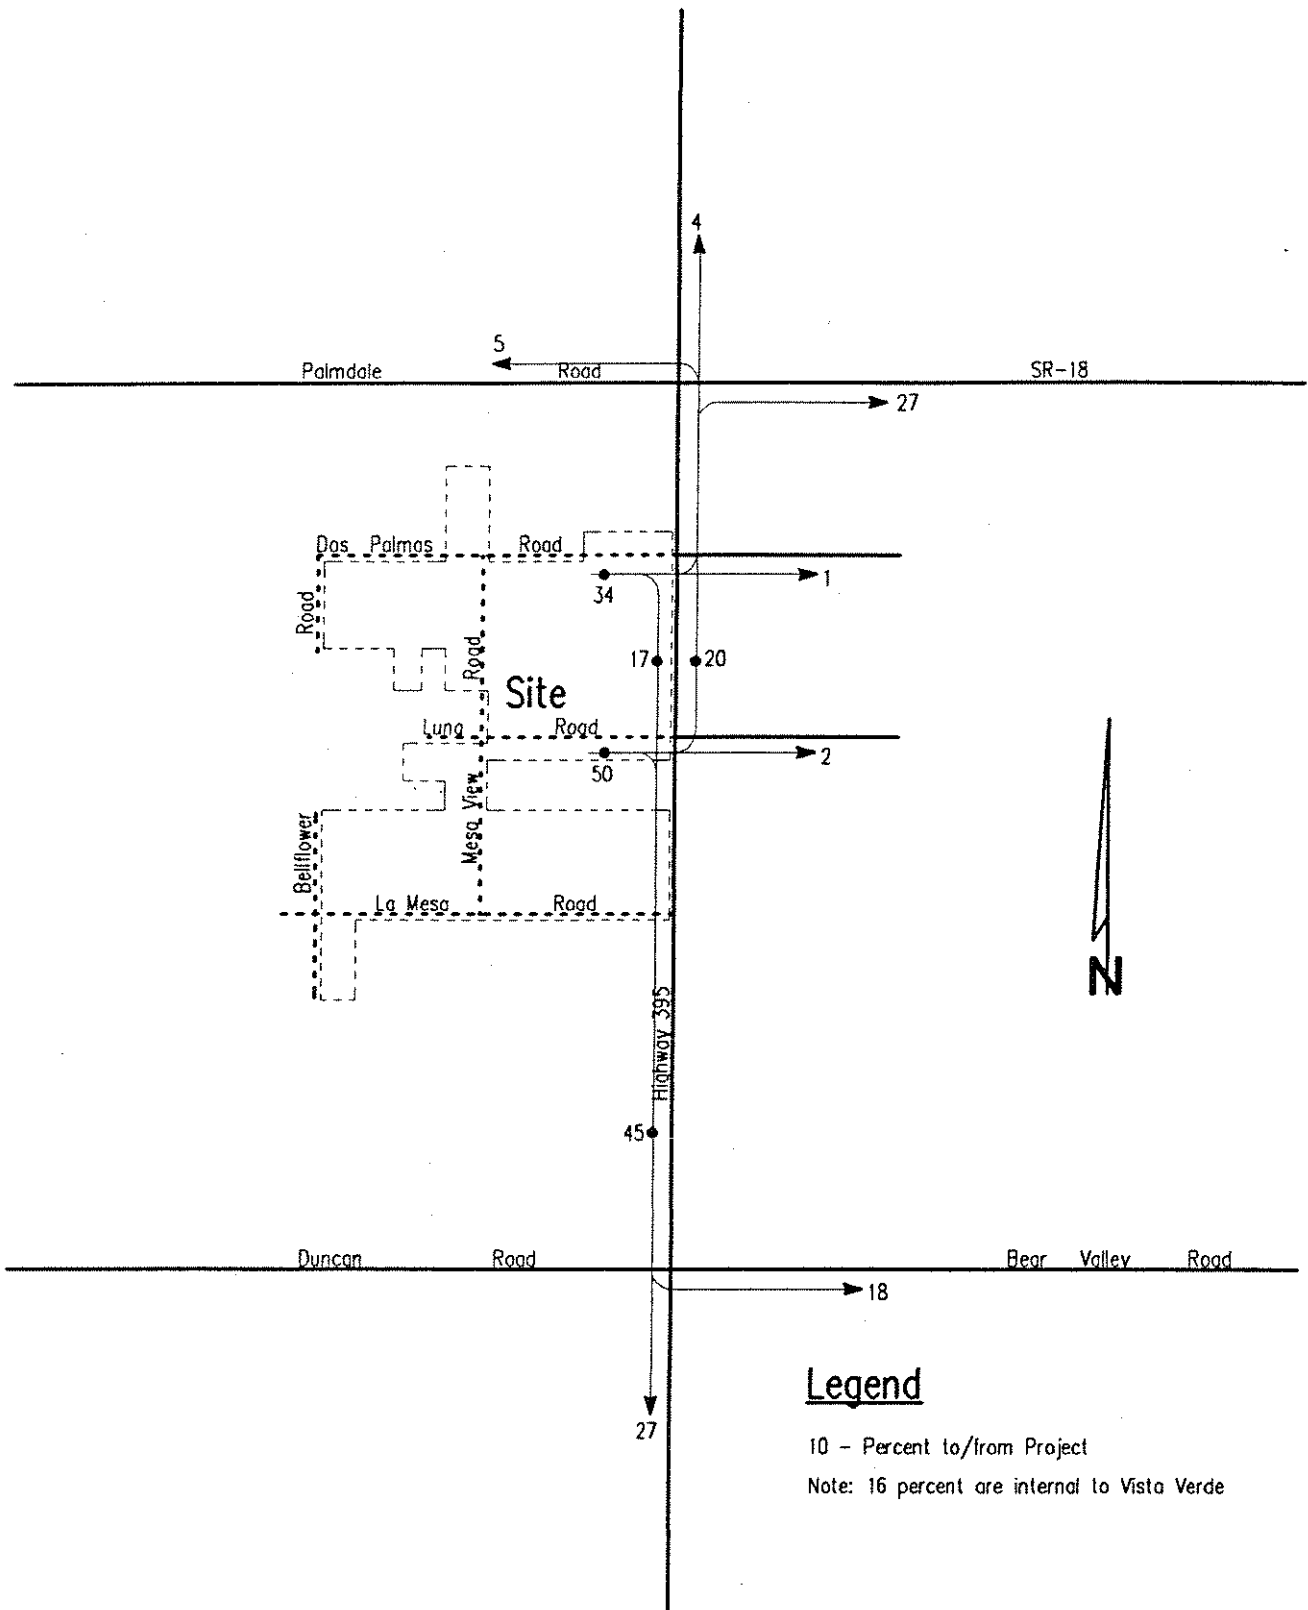 4
5
Palmdale Road SR-18
27
Dos Palmas Road
1
34
Road
Road
17
20
Site
Luna Road
2
50
Mesa View
Bellflower
La Mesa Road
N
Highway 395
45
Duncan Road Bear Valley Road
18
27
Legend
10 - Percent to/from Project
Note: 16 percent are internal to Vista Verde